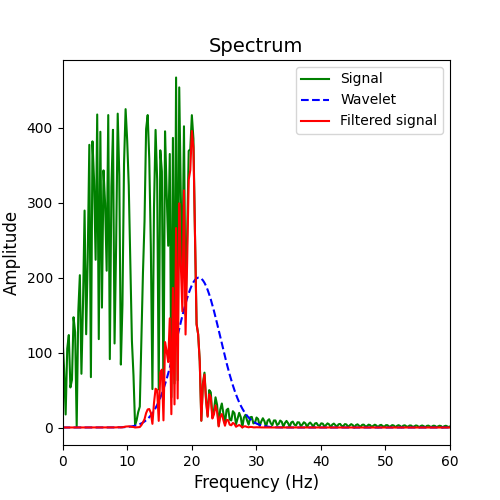 Spectrum
Signal
Wavelet
Filtered signal
Amplitude
400
300
200
100
0
0 10 20 30 40 50 60
Frequency (Hz)